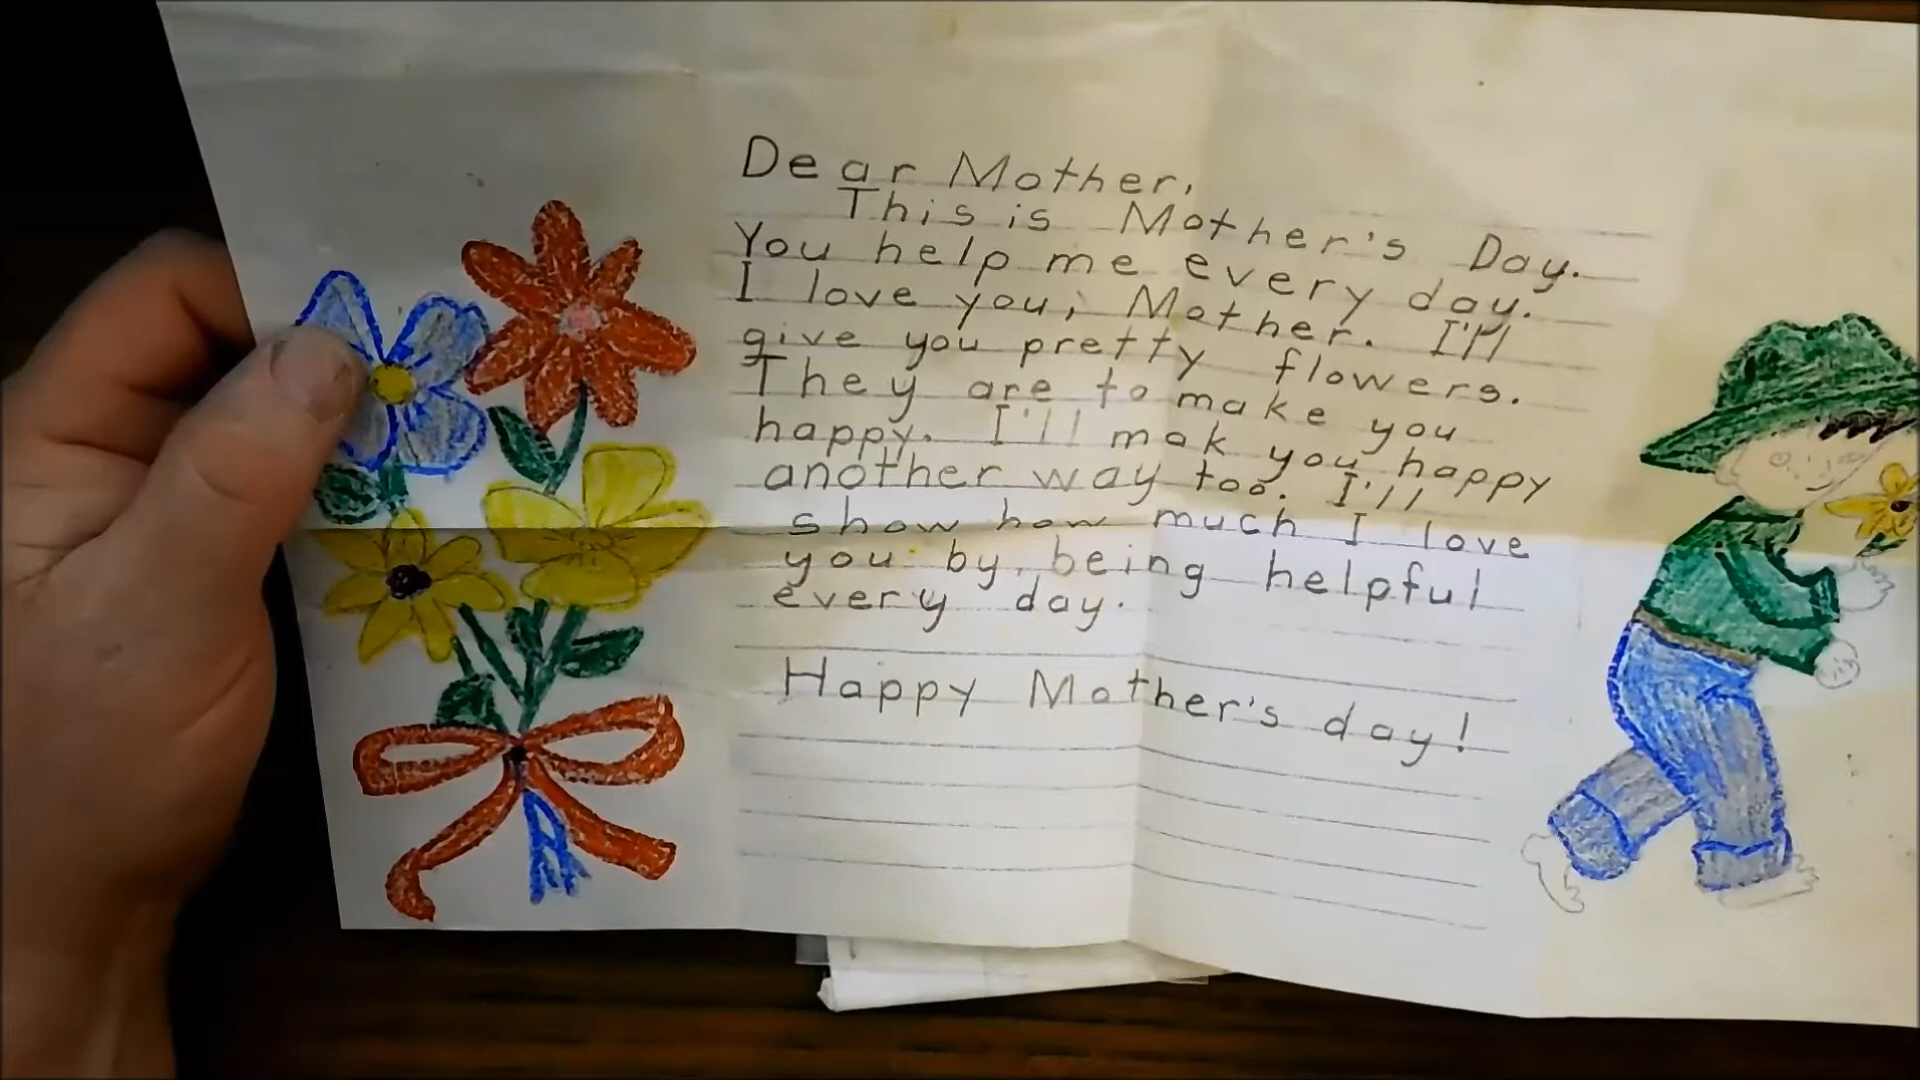 Dear Mother,
This is Mother's Day.
You help me every day.
I love you, Mother. I'll
give you pretty flowers.
They are to make you
happy. I'll mak you happy
another way too. I'll
show how much I love
you by being helpful
every day.
Happy Mother's day!